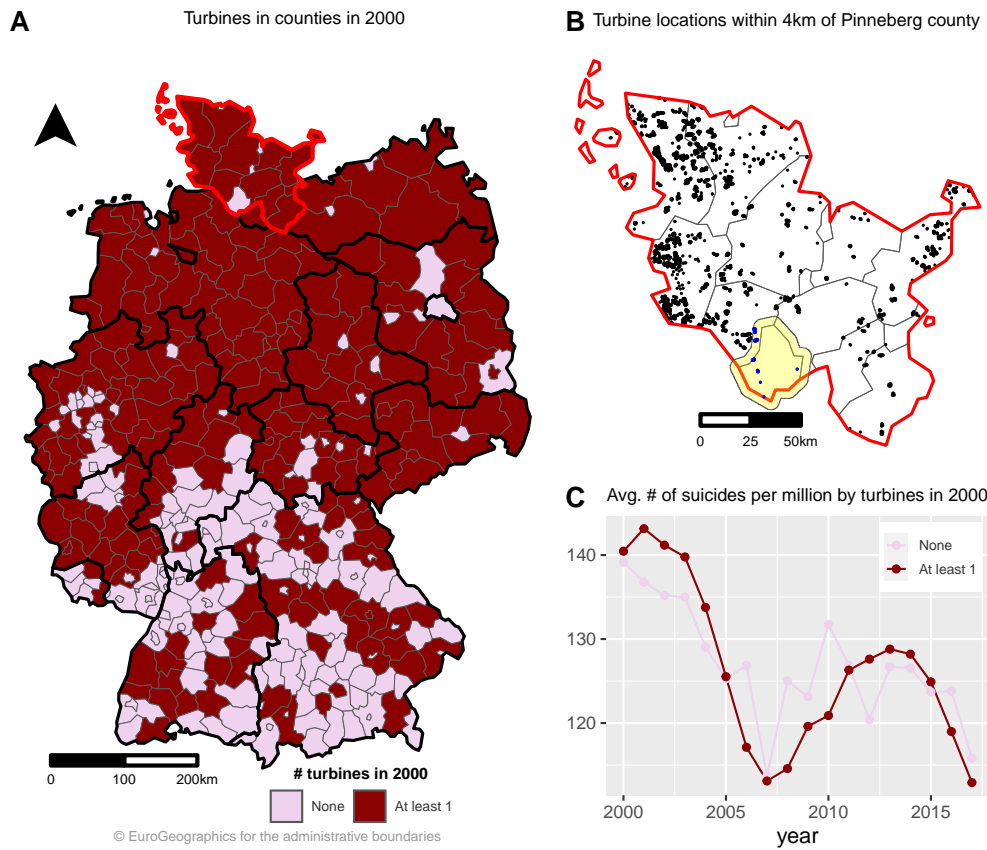 A
Turbines in counties in 2000
0
100
200km
# turbines in 2000
None
At least 1
© EuroGeographics for the administrative boundaries
B
Turbine locations within 4km of Pinneberg county
0
25
50km
C
Avg. # of suicides per million by turbines in 2000
None
At least 1
140
130
120
2000
2005
2010
2015
year